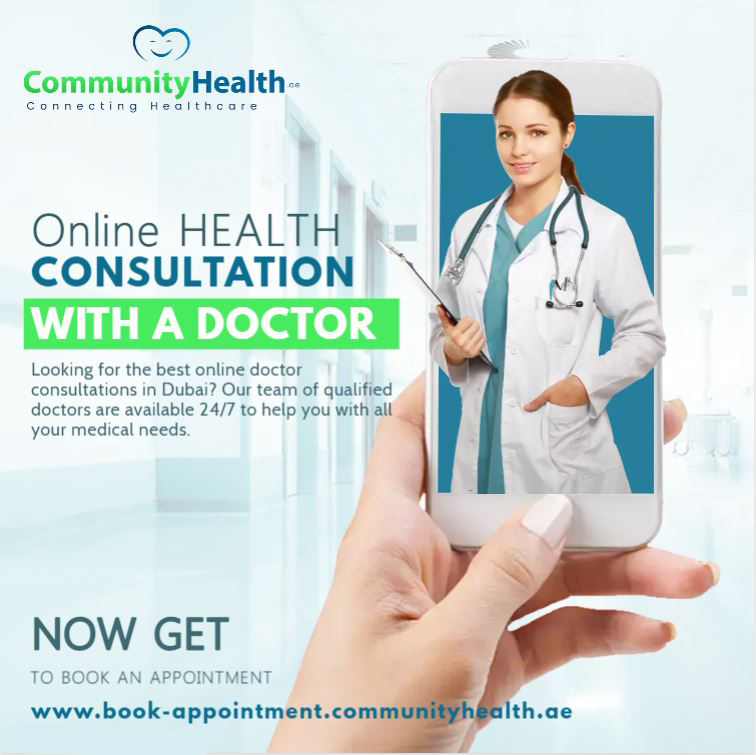 CommunityHealth.ae
Connecting Healthcare
Online HEALTH
CONSULTATION
WITH A DOCTOR
Looking for the best online doctor
consultations in Dubai? Our team of qualified
doctors are available 24/7 to help you with all
your medical needs.
NOW GET
TO BOOK AN APPOINTMENT
www.book-appointment.communityhealth.ae